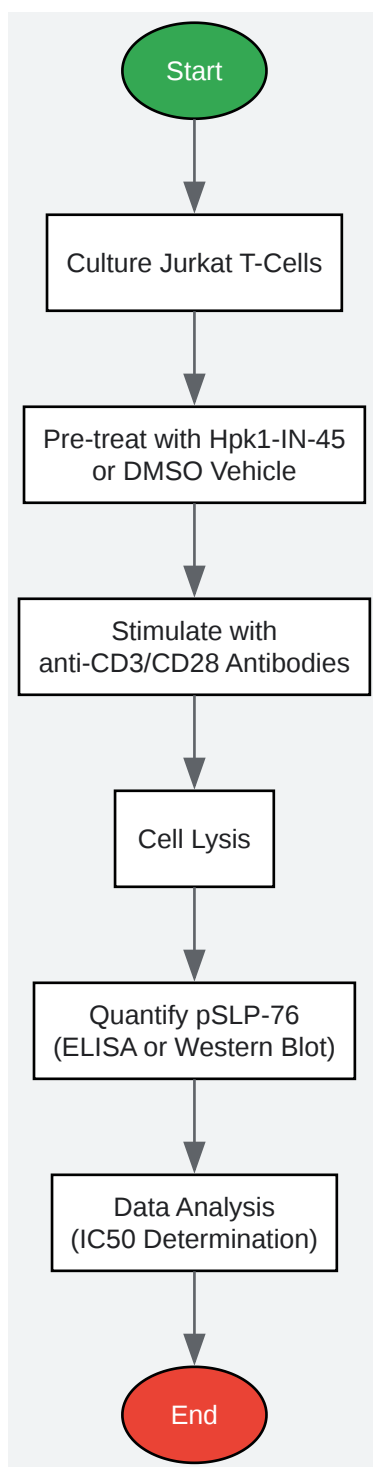 Start
Culture Jurkat T-Cells
Pre-treat with Hpk1-IN-45
or DMSO Vehicle
Stimulate with
anti-CD3/CD28 Antibodies
Cell Lysis
Quantify pSLP-76
(ELISA or Western Blot)
Data Analysis
(IC50 Determination)
End